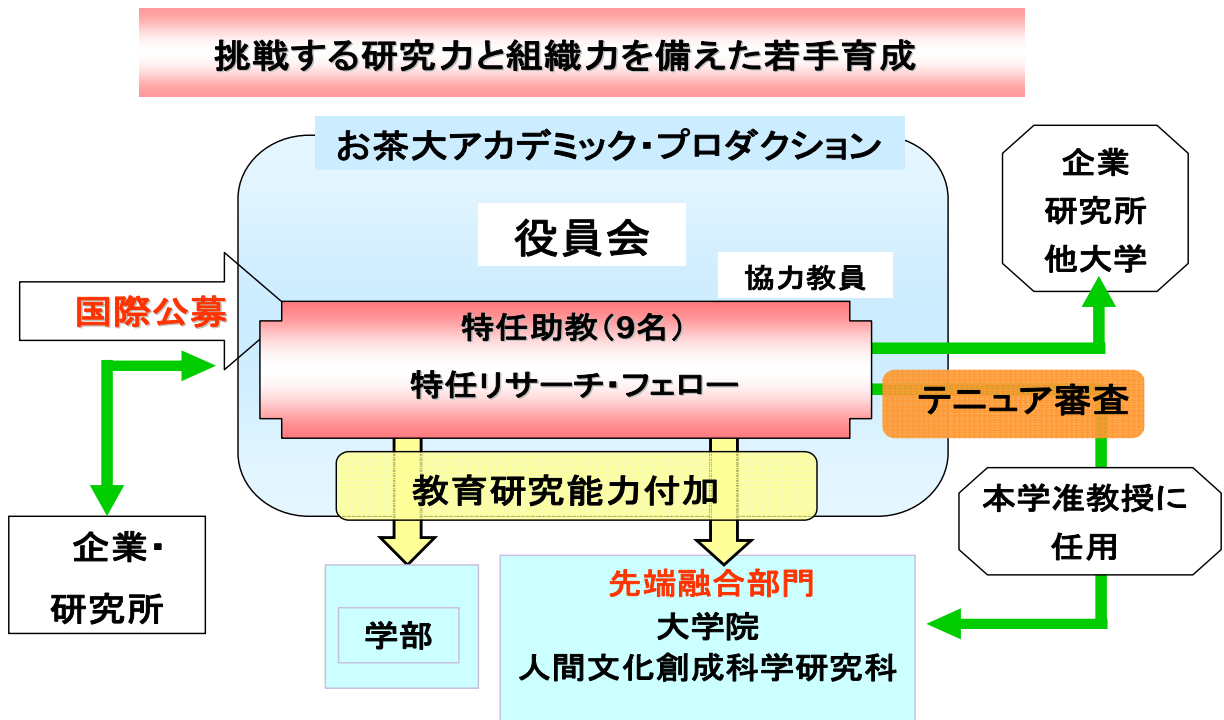 挑戦する研究力と組織力を備えた若手育成
お茶大アカデミック・プロダクション
役員会
協力教員
国際公募
特任助教(9名)
特任リサーチ・フェロー
企業
研究所
他大学
テニュア審査
教育研究能力付加
本学准教授に
任用
企業・
研究所
学部
先端融合部門
大学院
人間文化創成科学研究科